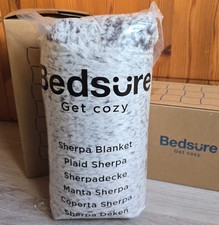 Bedsure
Get cozy
Sherpa Blanket
Plaid Sherpa
Sherpadecke
Manta Sherpa
Coperta Sherpa
Sherpa Deken
Bedsure
Get cozy